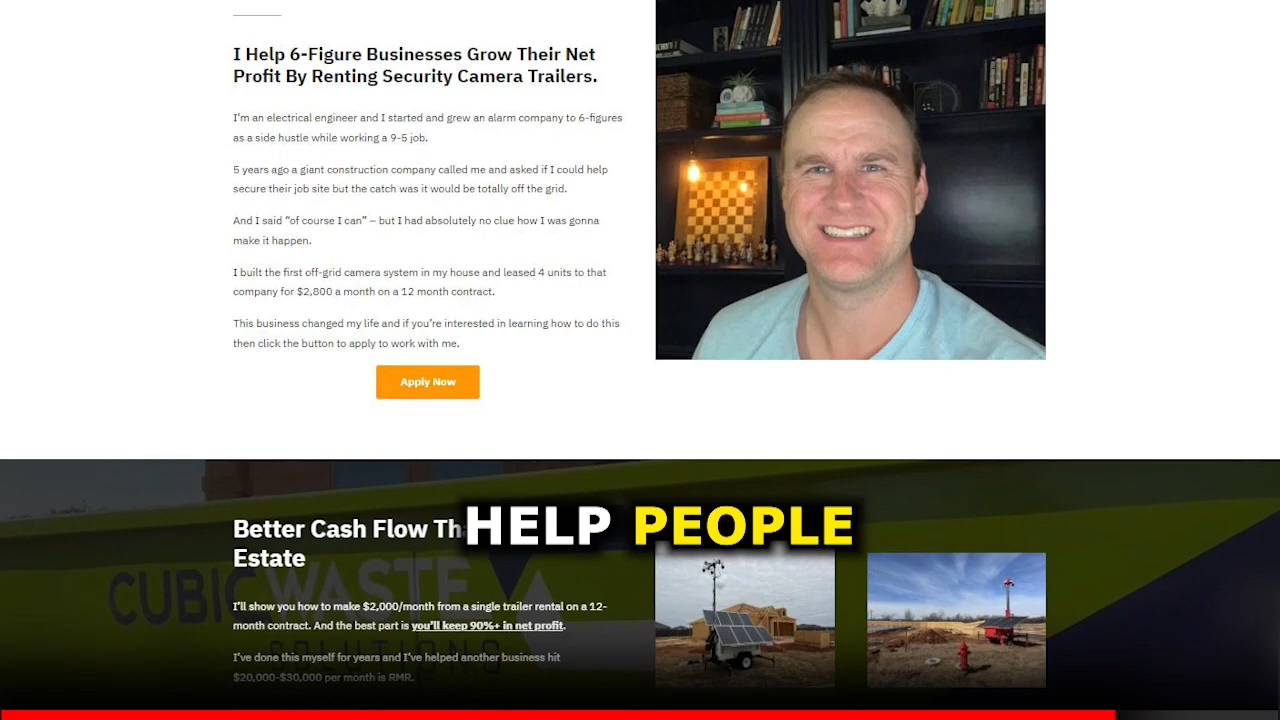 I Help 6-Figure Businesses Grow Their Net
Profit By Renting Security Camera Trailers.
I'm an electrical engineer and I started and grew an alarm company to 6-figures
as a side hustle while working a 9-5 job.
5 years ago a giant construction company called me and asked if I could help
secure their job site but the catch was it would be totally off the grid.
And I said “of course I can” – but I had absolutely no clue how I was gonna
make it happen.
I built the first off-grid camera system in my house and leased 4 units to that
company for $2,800 a month on a 12 month contract.
This business changed my life and if you're interested in learning how to do this
then click the button to apply to work with me.
Apply Now
Better Cash Flow
Estate
HELP PEOPLE
CUBIC WASTE
SOLUTIONS
I'll show you how to make $2,000/month from a single trailer rental on a 12-
month contract. And the best part is you'll keep 90%+ in net profit.
I've done this myself for years and I've helped another business hit
$20,000-$30,000 per month is RMR.